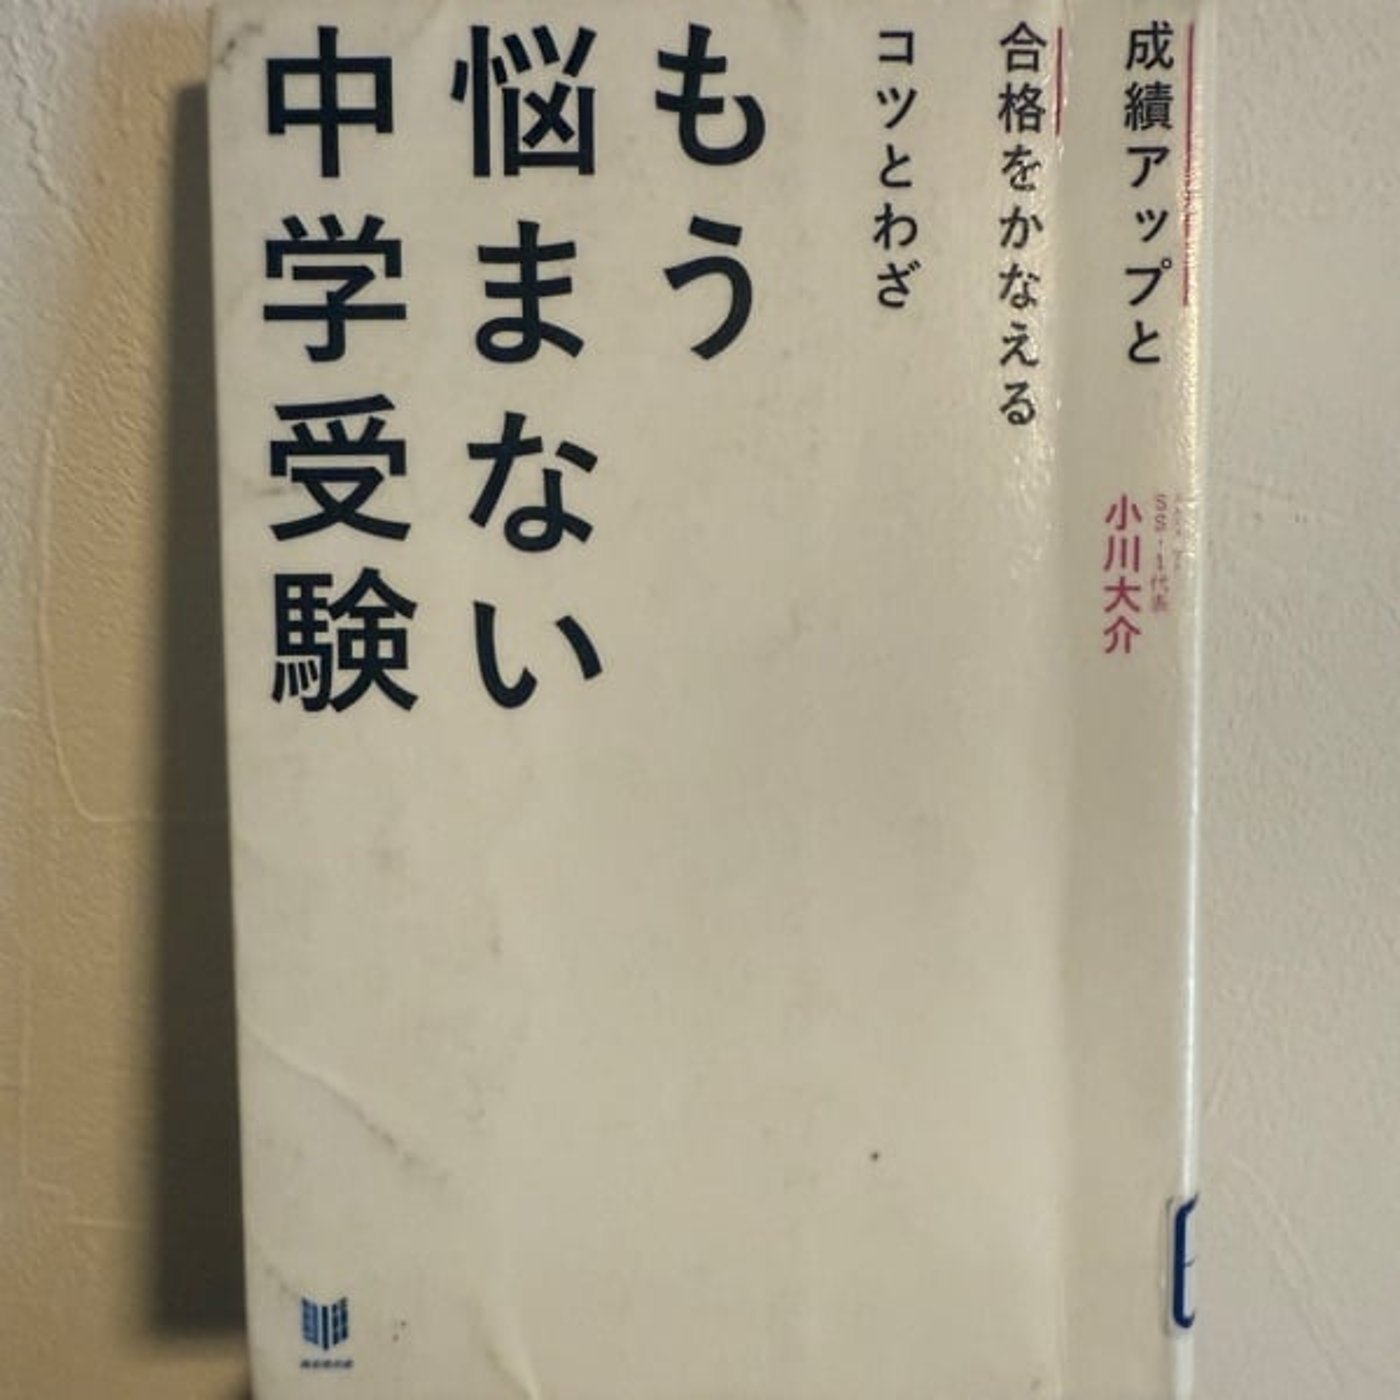 成績アップと
合格をかなえる
コツとわざ
もう
悩まない
中学受験
SS-1代表
小川大介